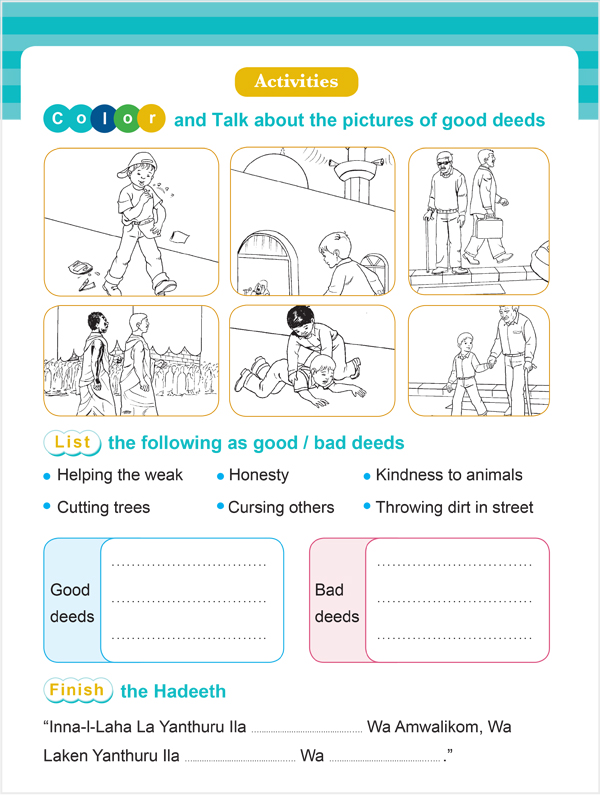 Activities
Color and Talk about the pictures of good deeds
List the following as good / bad deeds
• Helping the weak • Honesty • Kindness to animals
• Cutting trees • Cursing others • Throwing dirt in street
Good deeds
Bad deeds
Finish the Hadeeth
“Inna-l-Laha La Yanthuru Ila ........................................ Wa Amwalikom, Wa
Laken Yanthuru Ila ........................................ Wa ........................................ .”